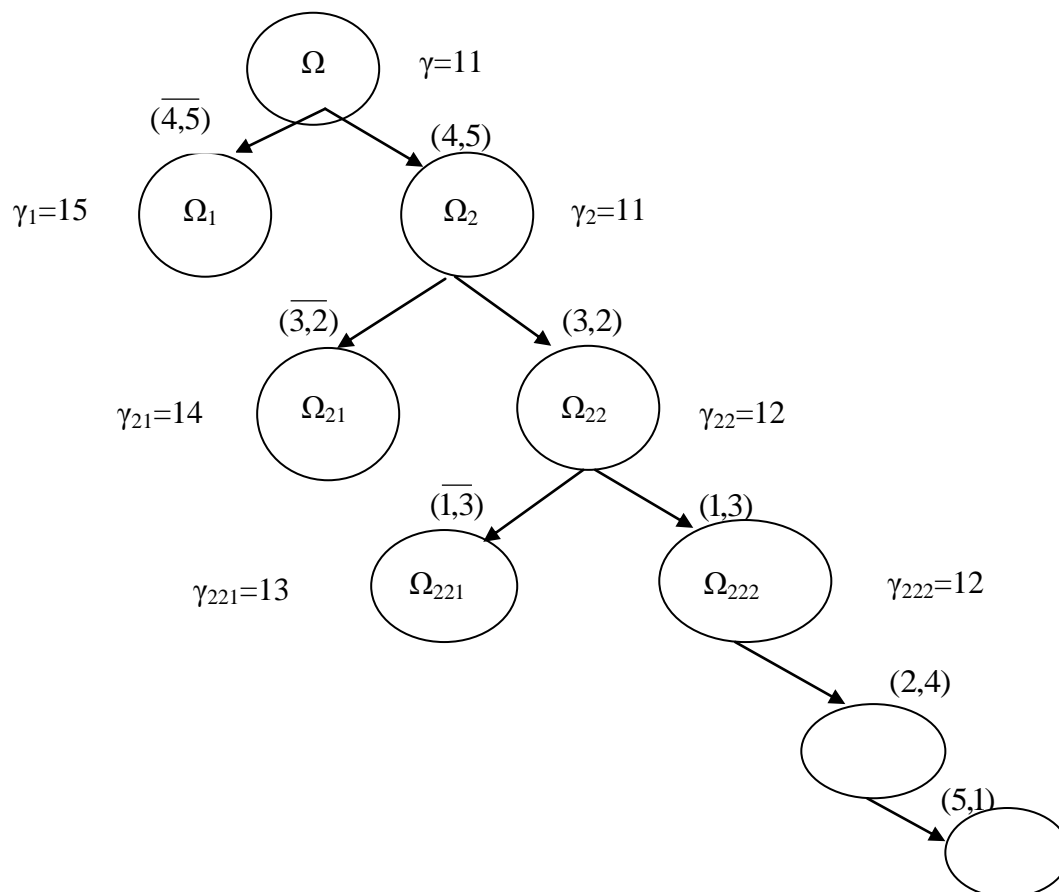 Ω γ=11
(4̅,̅5̅) (4,5)
γ₁=15 Ω₁ Ω₂ γ₂=11
(3̅,̅2̅) (3,2)
γ₂₁=14 Ω₂₁ Ω₂₂ γ₂₂=12
(1̅,̅3̅) (1,3)
γ₂₂₁=13 Ω₂₂₁ Ω₂₂₂ γ₂₂₂=12
(2,4)
(5,1)